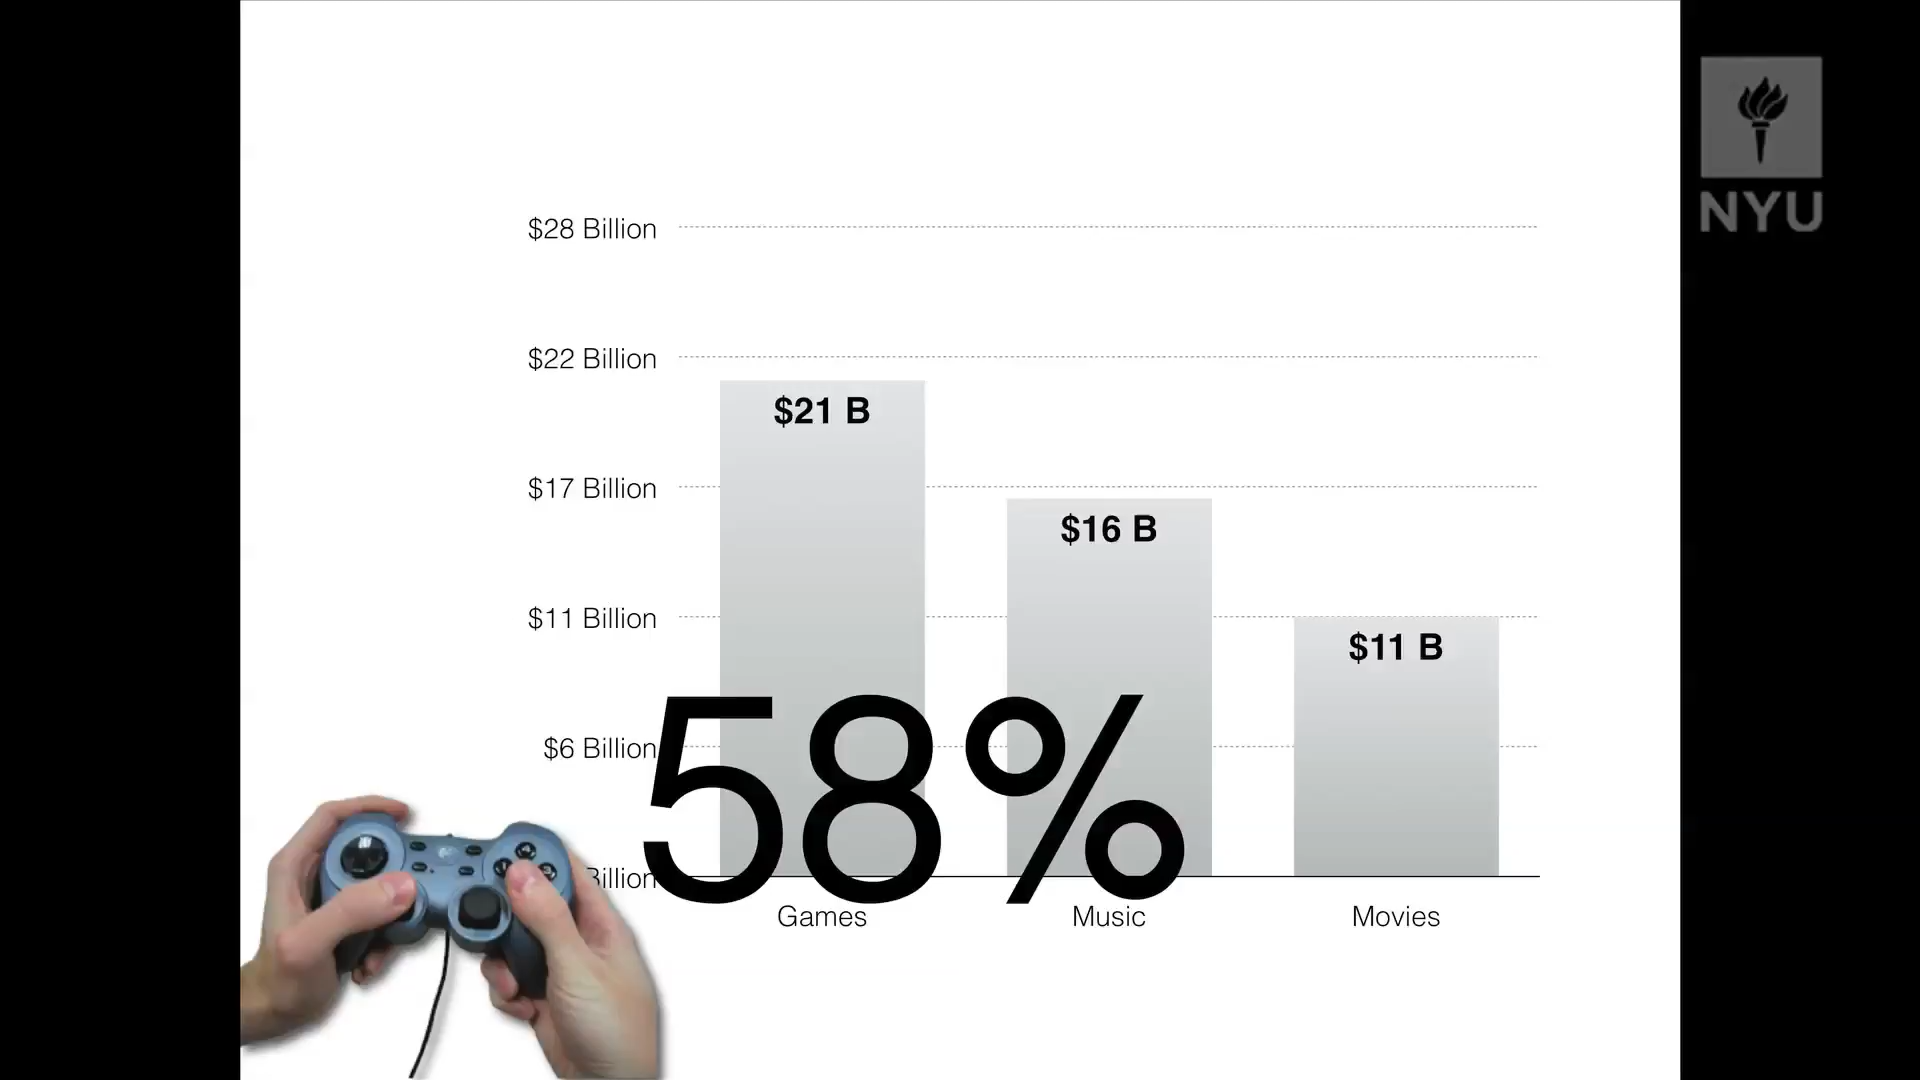 NYU
$28 Billion
$22 Billion
$17 Billion
$11 Billion
$6 Billion
Billion
$21 B
$16 B
$11 B
58%
Games
Music
Movies